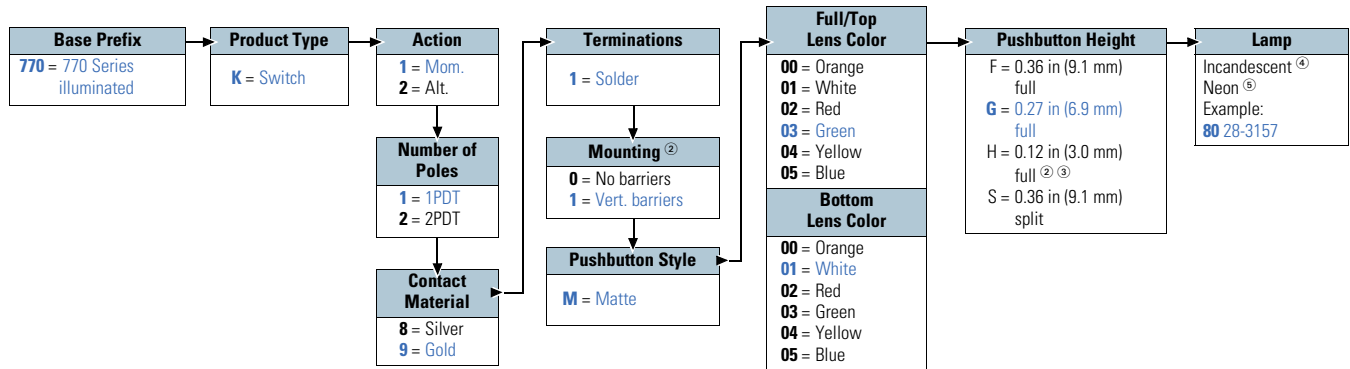 Base Prefix
770 = 770 Series
illuminated
Product Type
K = Switch
Action
1 = Mom.
2 = Alt.
Number of
Poles
1 = 1PDT
2 = 2PDT
Contact
Material
8 = Silver
9 = Gold
Terminations
1 = Solder
Mounting ②
0 = No barriers
1 = Vert. barriers
Pushbutton Style
M = Matte
Full/Top
Lens Color
00 = Orange
01 = White
02 = Red
03 = Green
04 = Yellow
05 = Blue
Bottom
Lens Color
00 = Orange
01 = White
02 = Red
03 = Green
04 = Yellow
05 = Blue
Pushbutton Height
F = 0.36 in (9.1 mm)
full
G = 0.27 in (6.9 mm)
full
H = 0.12 in (3.0 mm)
full ② ③
S = 0.36 in (9.1 mm)
split
Lamp
Incandescent ④
Neon ⑤
Example:
80 28-3157